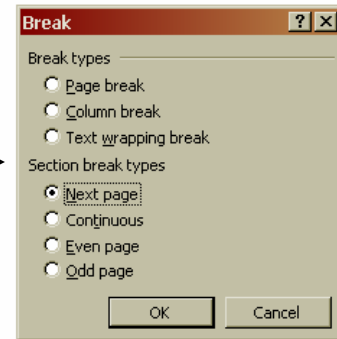 Break
Break types
Page break
Column break
Text wrapping break
Section break types
Next page
Continuous
Even page
Odd page
OK Cancel